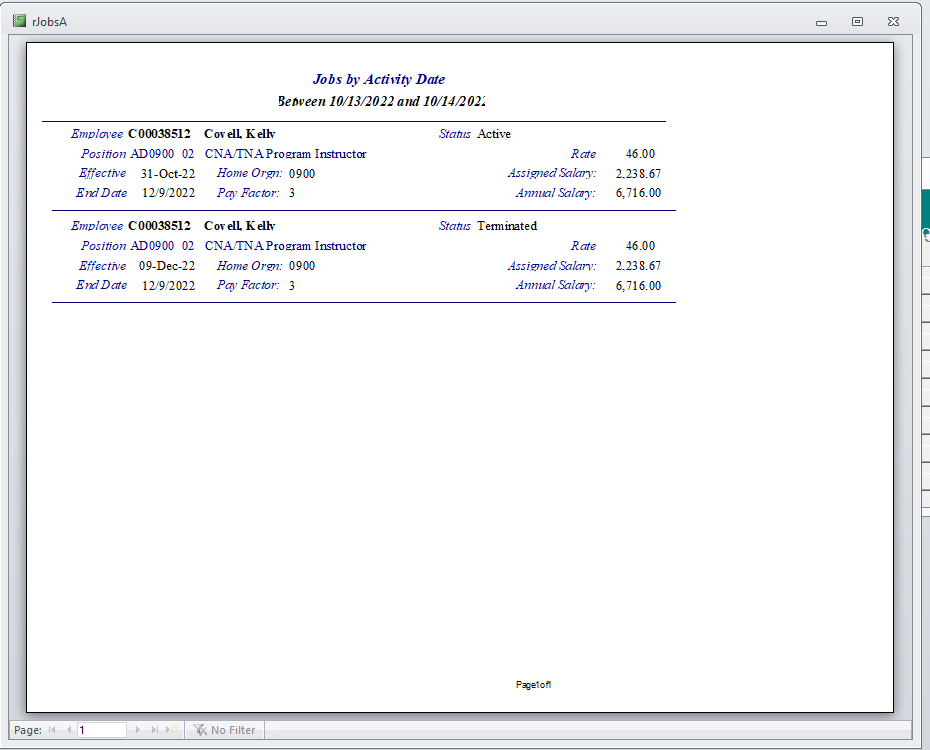 rJobsA
Jobs by Activity Date
Between 10/13/2022 and 10/14/2022
Employee C00038512 Covell, Kelly Status Active
Position AD0900 02 CNA/TNA Program Instructor Rate 46.00
Effective 31-Oct-22 Home Orgn: 0900 Assigned Salary: 2,238.67
End Date 12/9/2022 Pay Factor: 3 Annual Salary: 6,716.00
Employee C00038512 Covell, Kelly Status Terminated
Position AD0900 02 CNA/TNA Program Instructor Rate 46.00
Effective 09-Dec-22 Home Orgn: 0900 Assigned Salary: 2,238.67
End Date 12/9/2022 Pay Factor: 3 Annual Salary: 6,716.00
Page1of1
Page: 1 No Filter